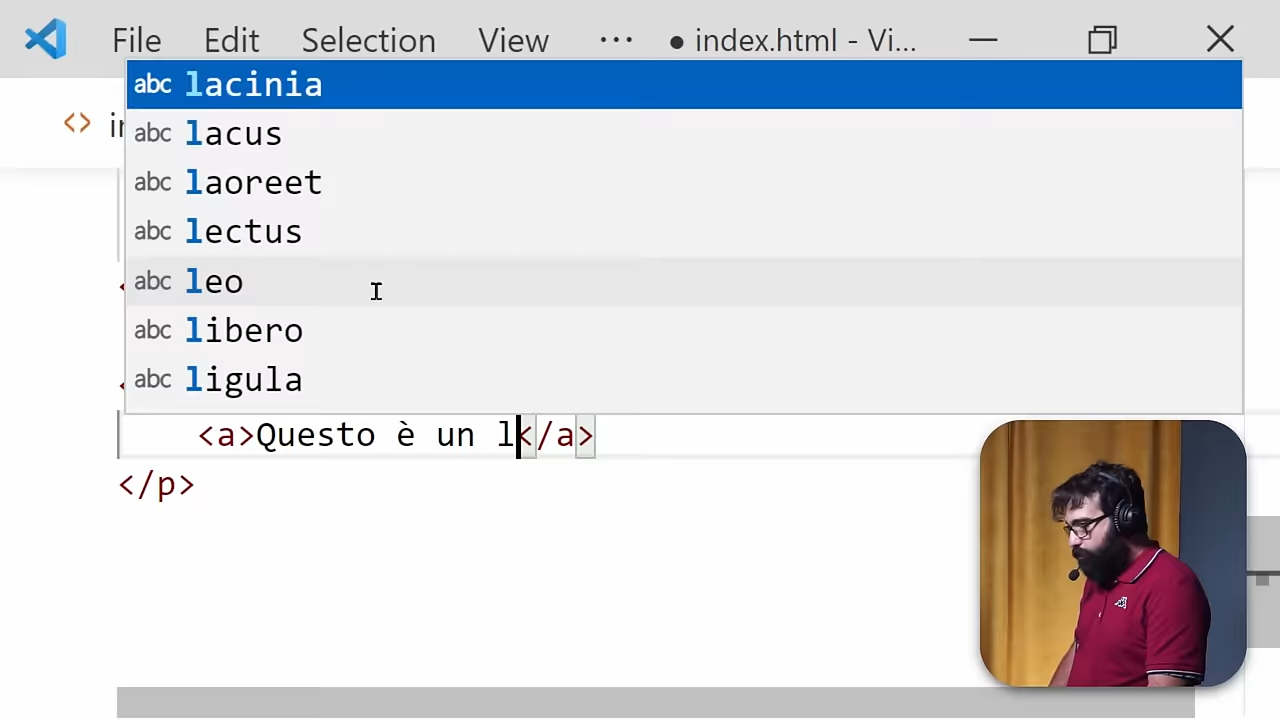 File Edit Selection View ··· ● index.html - Vi...
abc lacinia
abc lacus
abc laoreet
abc lectus
abc leo
abc libero
abc ligula
<a>Questo è un l</a>
</p>